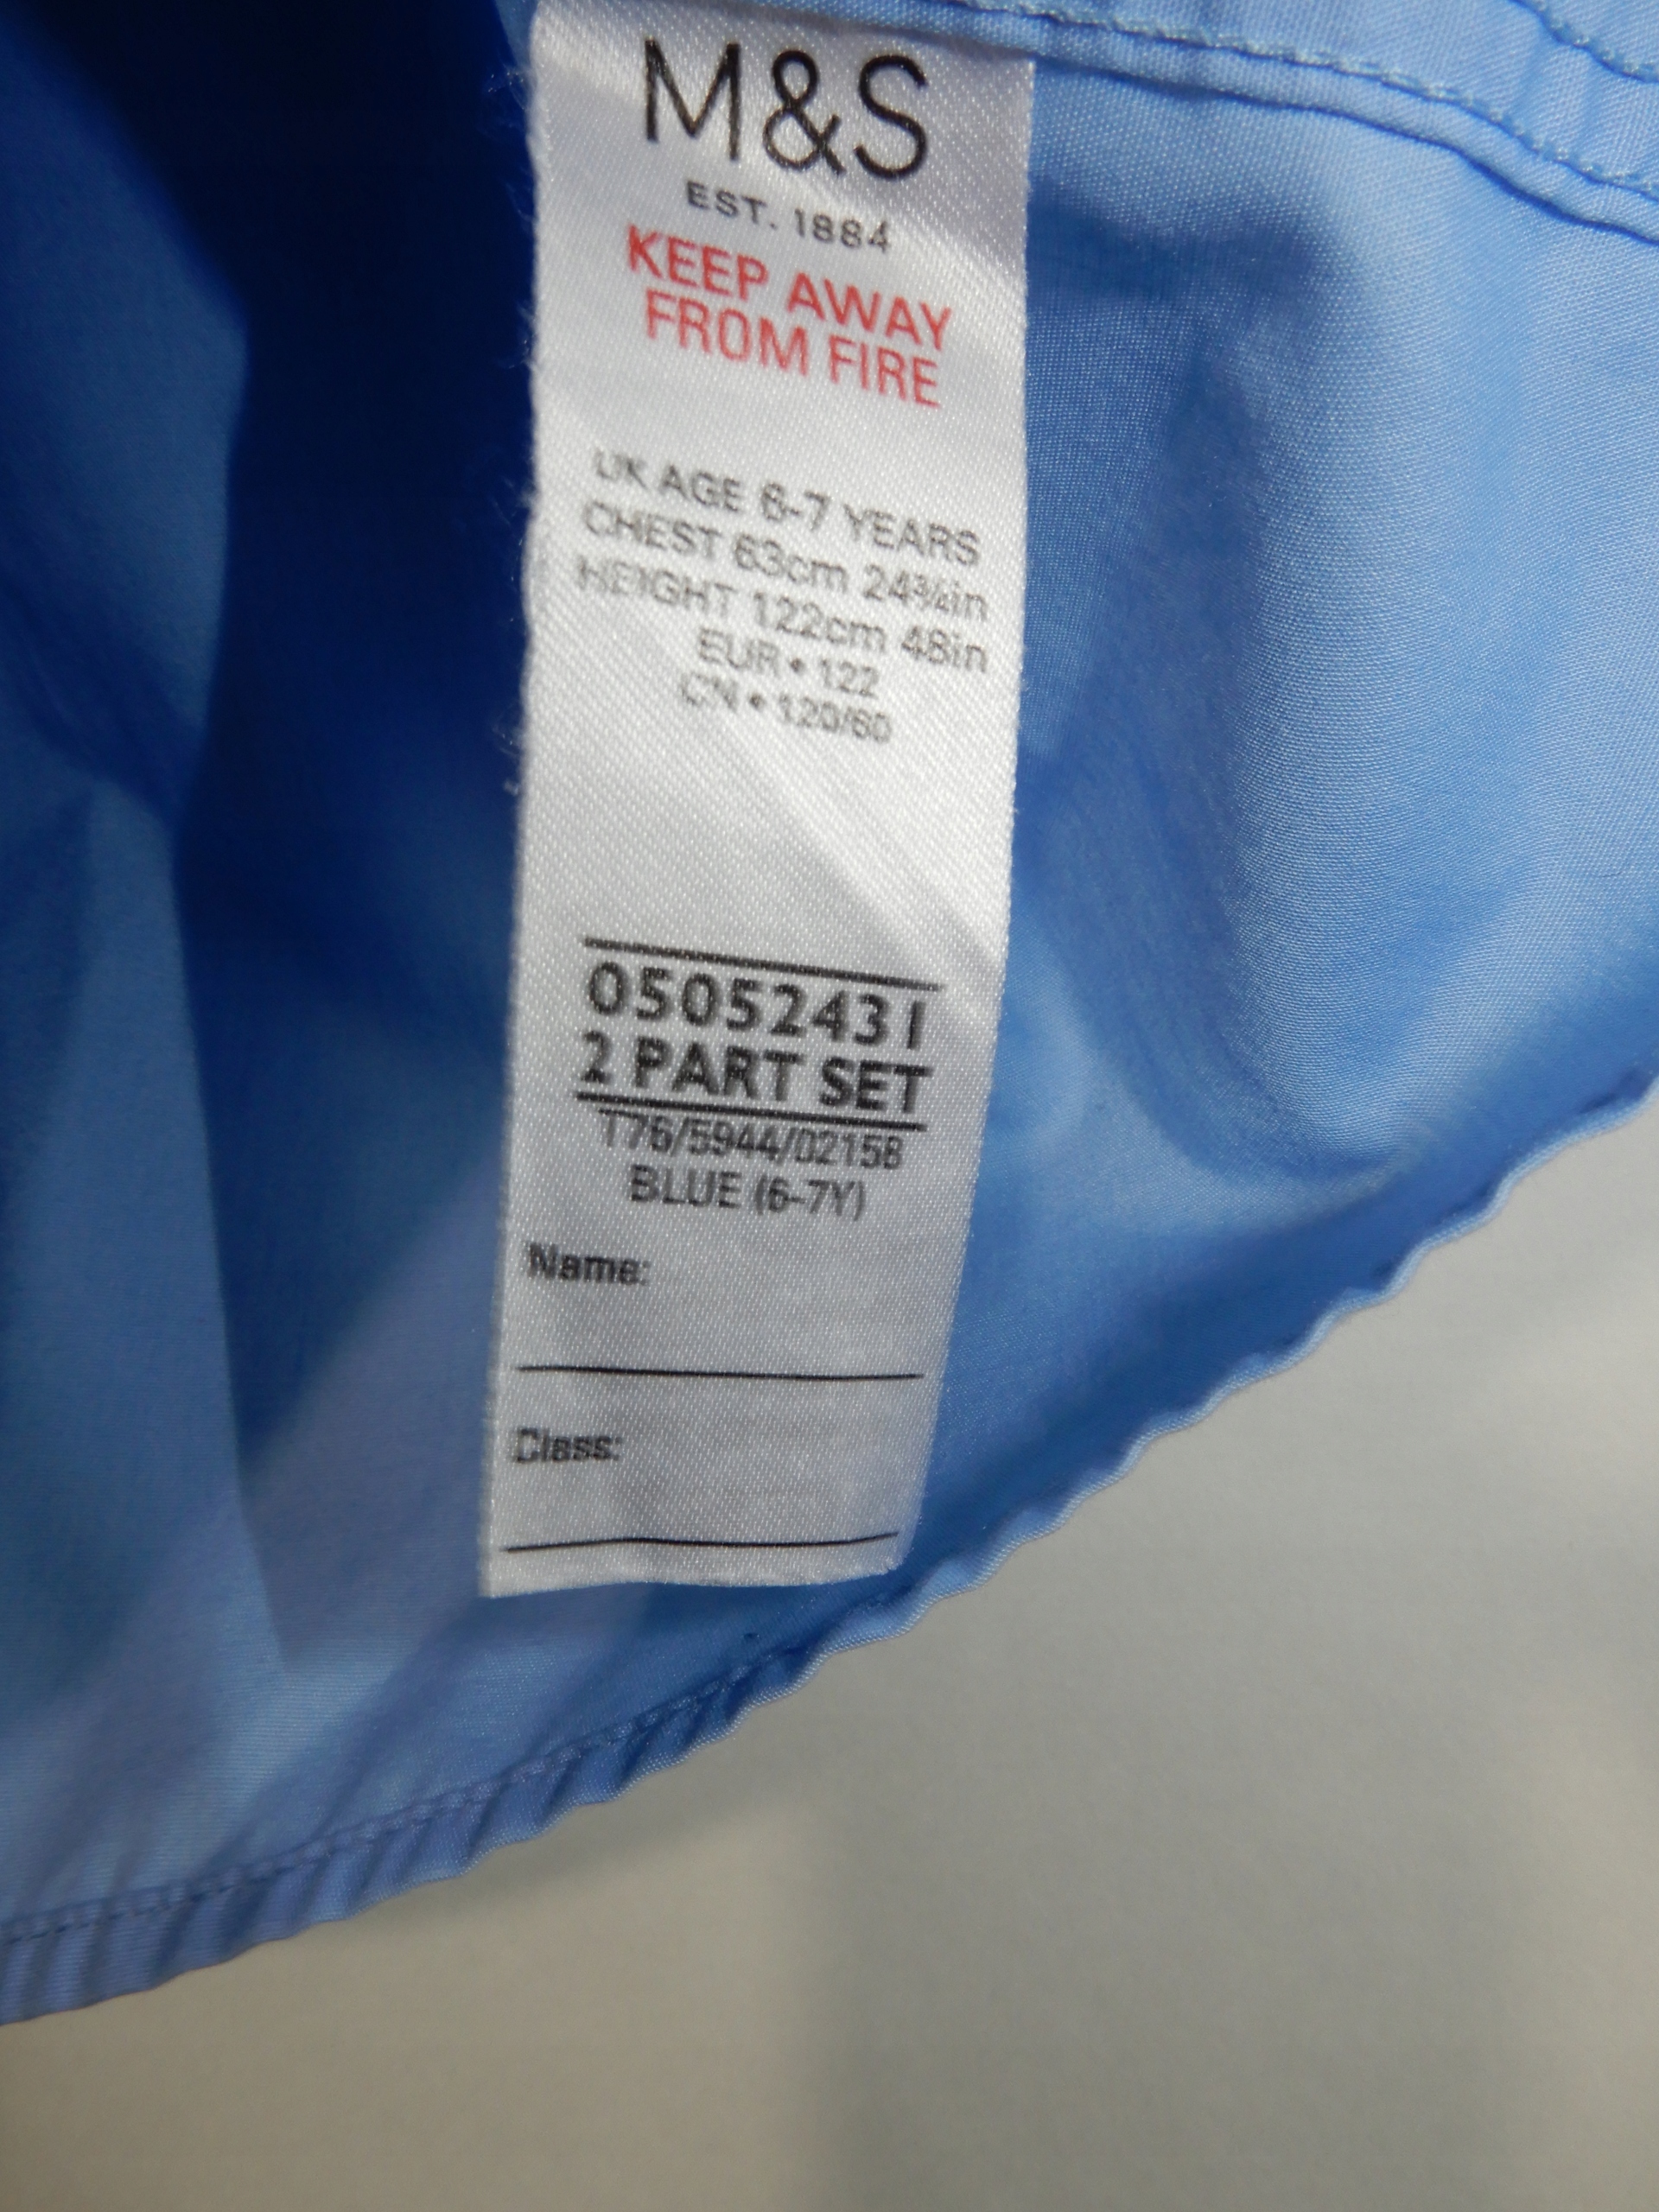 M&S
EST. 1884
KEEP AWAY
FROM FIRE
UK AGE 6-7 YEARS
CHEST 63cm 24¾in
HEIGHT 122cm 48in
EUR • 122
CN • 120/60
05052431
2 PART SET
T76/5944/02158
BLUE (6-7Y)
Name:
Class: